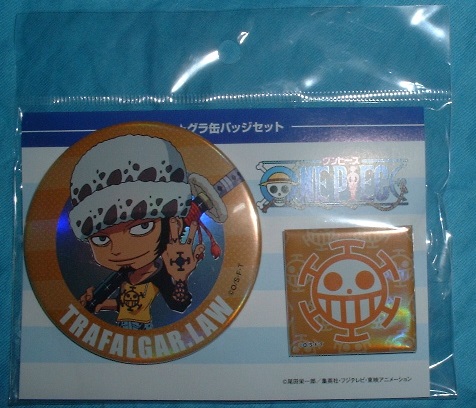 グラ缶バッジセット
ワンピース
ONE PIECE
TRAFALGAR.LAW
©O・S・F・T
©尾田栄一郎/集英社・フジテレビ・東映アニメーション